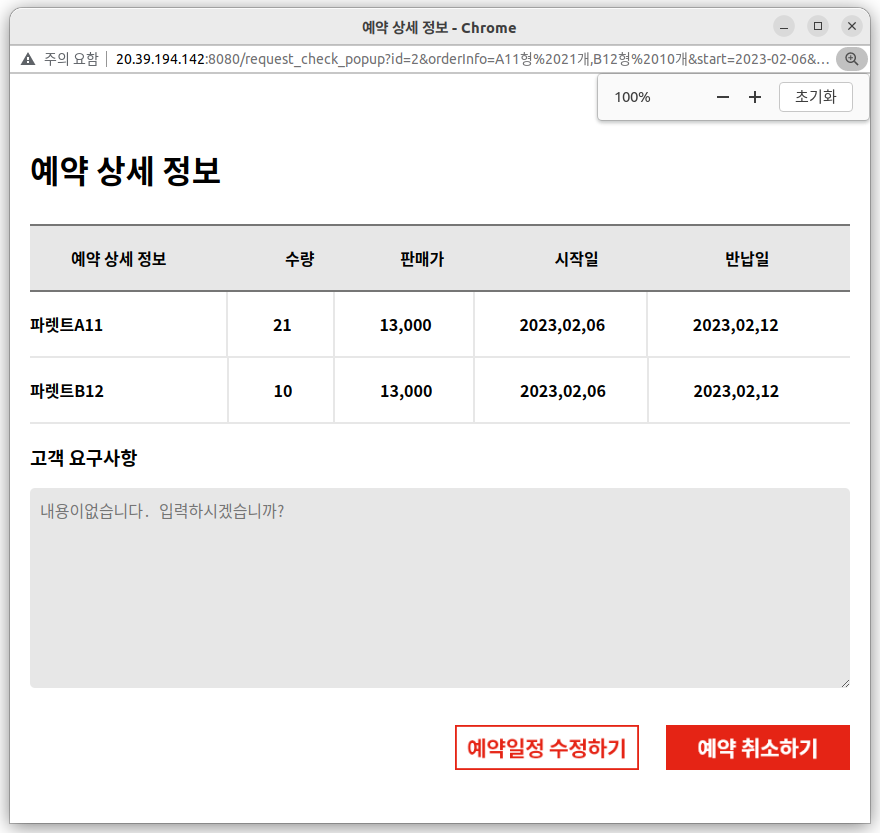 예약 상세 정보 - Chrome
주의 요함 20.39.194.142:8080/request_check_popup?id=2&orderInfo=A11형%2021개,B12형%2010개&start=2023-02-06&...
100% 초기화
예약 상세 정보
예약 상세 정보 수량 판매가 시작일 반납일
파렛트A11 21 13,000 2023,02,06 2023,02,12
파렛트B12 10 13,000 2023,02,06 2023,02,12
고객 요구사항
내용이없습니다. 입력하시겠습니까?
예약일정 수정하기 예약 취소하기